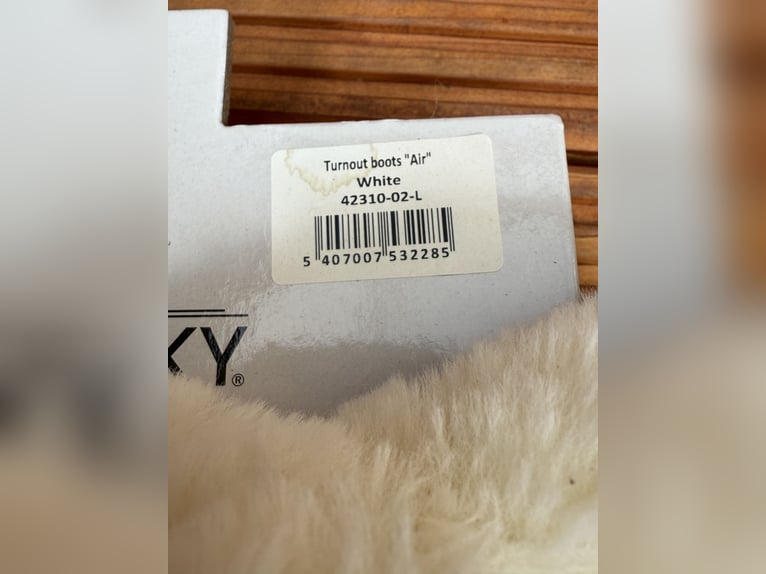 Turnout boots "Air"
White
42310-02-L
5 407007 532285
KY®